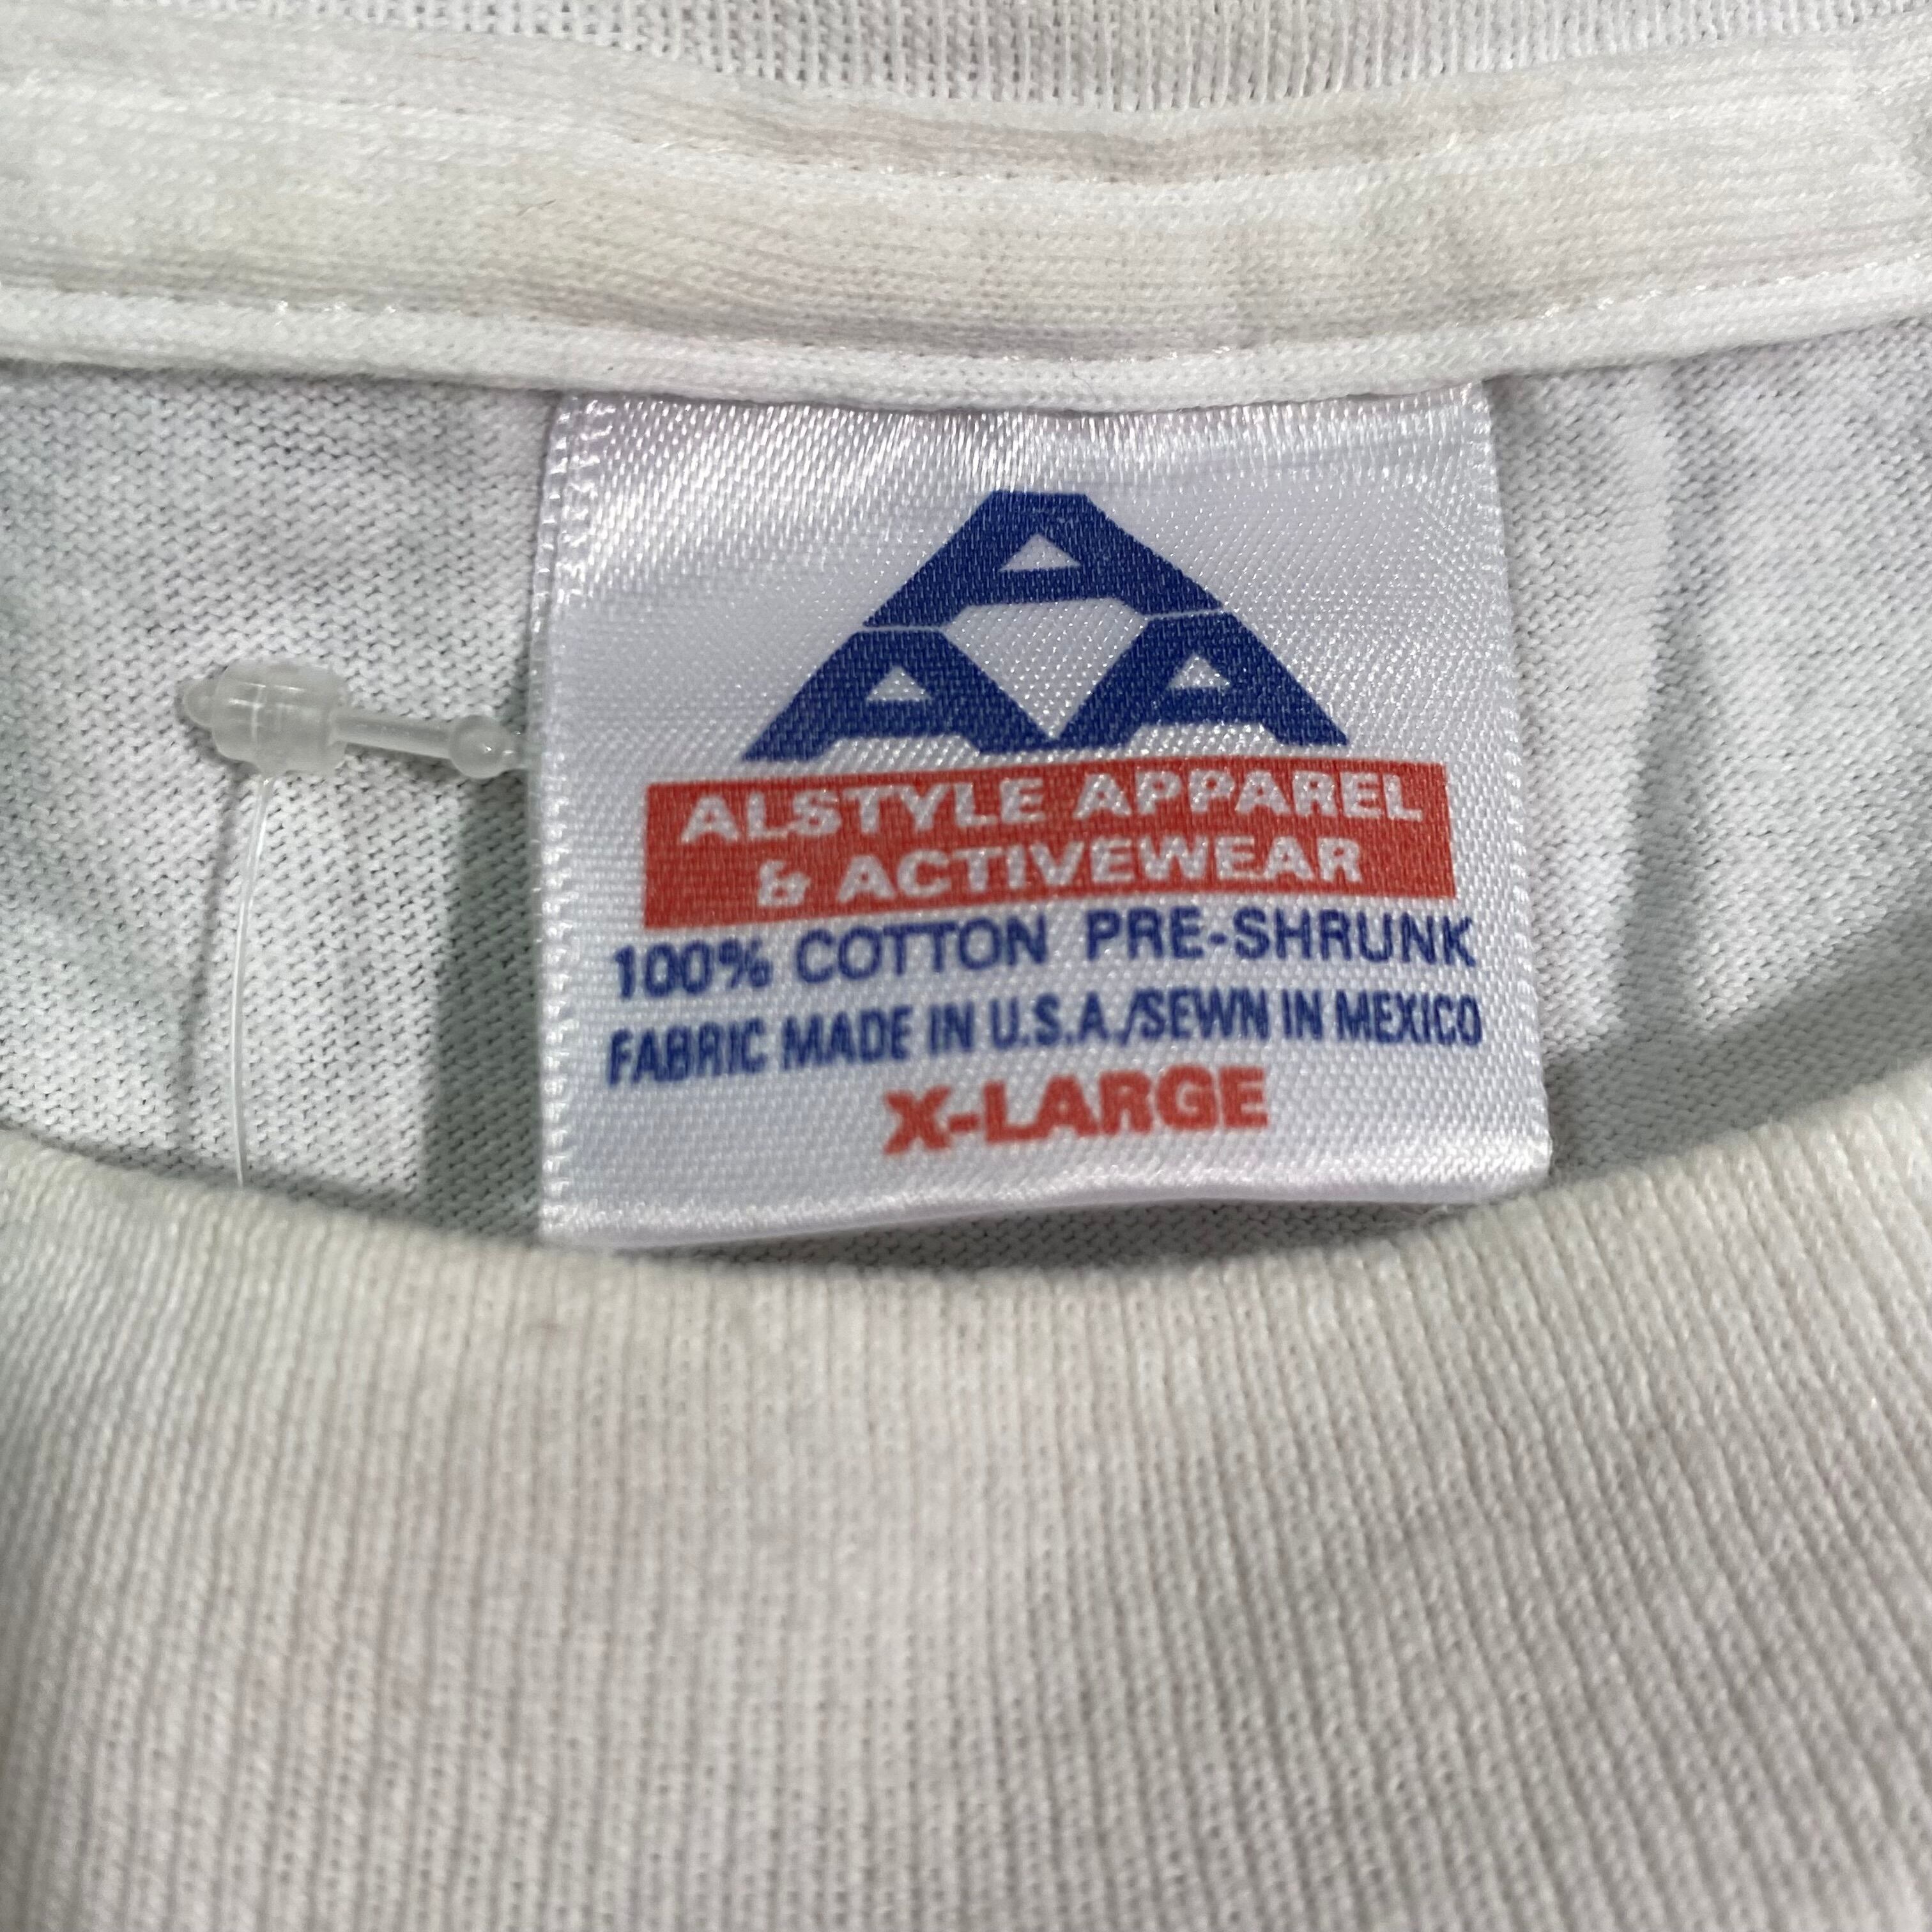 A
A A
ALSTYLE APPAREL
& ACTIVEWEAR
100% COTTON PRE-SHRUNK
FABRIC MADE IN U.S.A./SEWN IN MEXICO
X-LARGE